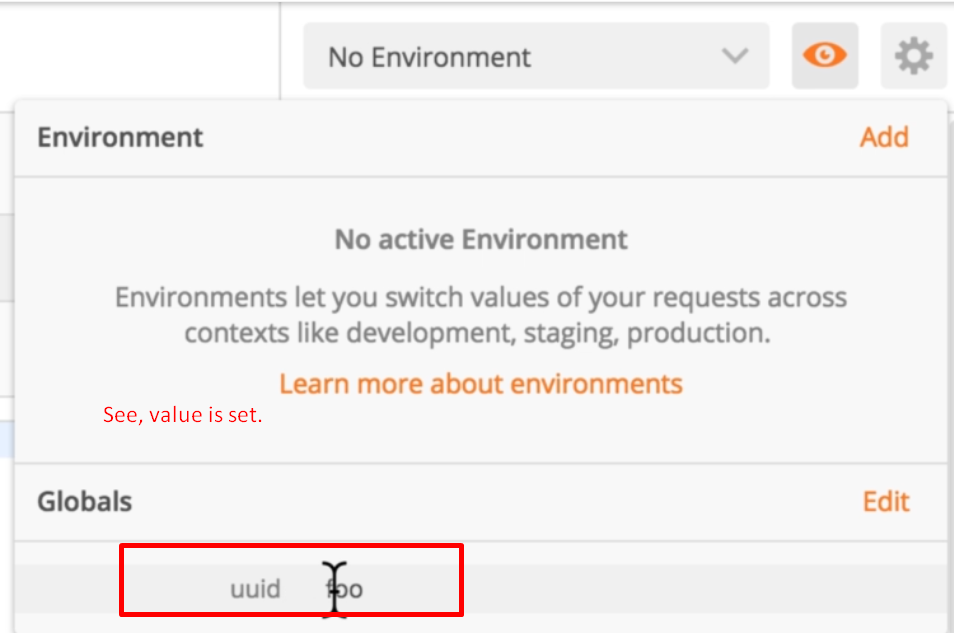 No Environment
Environment
Add
No active Environment
Environments let you switch values of your requests across
contexts like development, staging, production.
Learn more about environments
See, value is set.
Globals
Edit
uuid foo